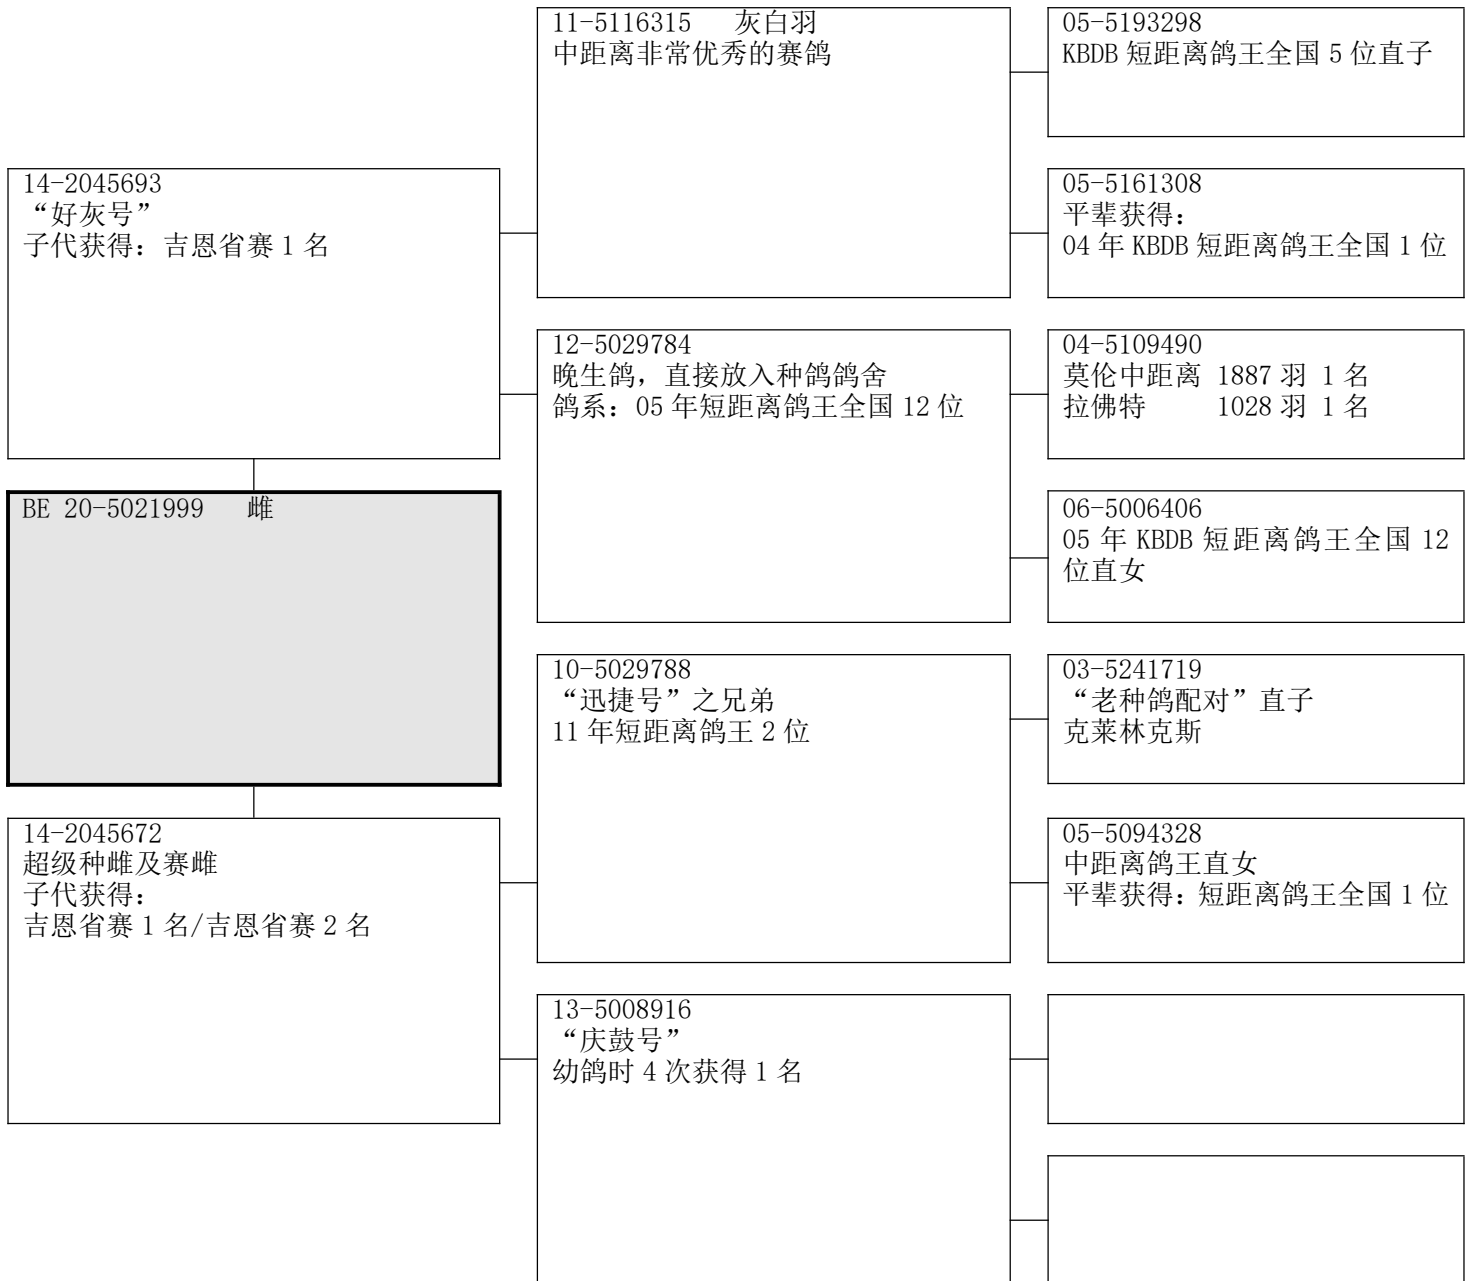 11-5116315 灰白羽
中距离非常优秀的赛鸽
05-5193298
KBDB 短距离鸽王全国 5 位直子
14-2045693
“好灰号”
子代获得：吉恩省赛 1 名
05-5161308
平辈获得：
04 年 KBDB 短距离鸽王全国 1 位
12-5029784
晚生鸽，直接放入种鸽鸽舍
鸽系：05 年短距离鸽王全国 12 位
04-5109490
莫伦中距离 1887 羽 1 名
拉佛特 1028 羽 1 名
BE 20-5021999 雌
06-5006406
05 年 KBDB 短距离鸽王全国 12
位直女
10-5029788
“迅捷号”之兄弟
11 年短距离鸽王 2 位
03-5241719
“老种鸽配对”直子
克莱林克斯
14-2045672
超级种雌及赛雌
子代获得：
吉恩省赛 1 名/吉恩省赛 2 名
05-5094328
中距离鸽王直女
平辈获得：短距离鸽王全国 1 位
13-5008916
“庆鼓号”
幼鸽时 4 次获得 1 名